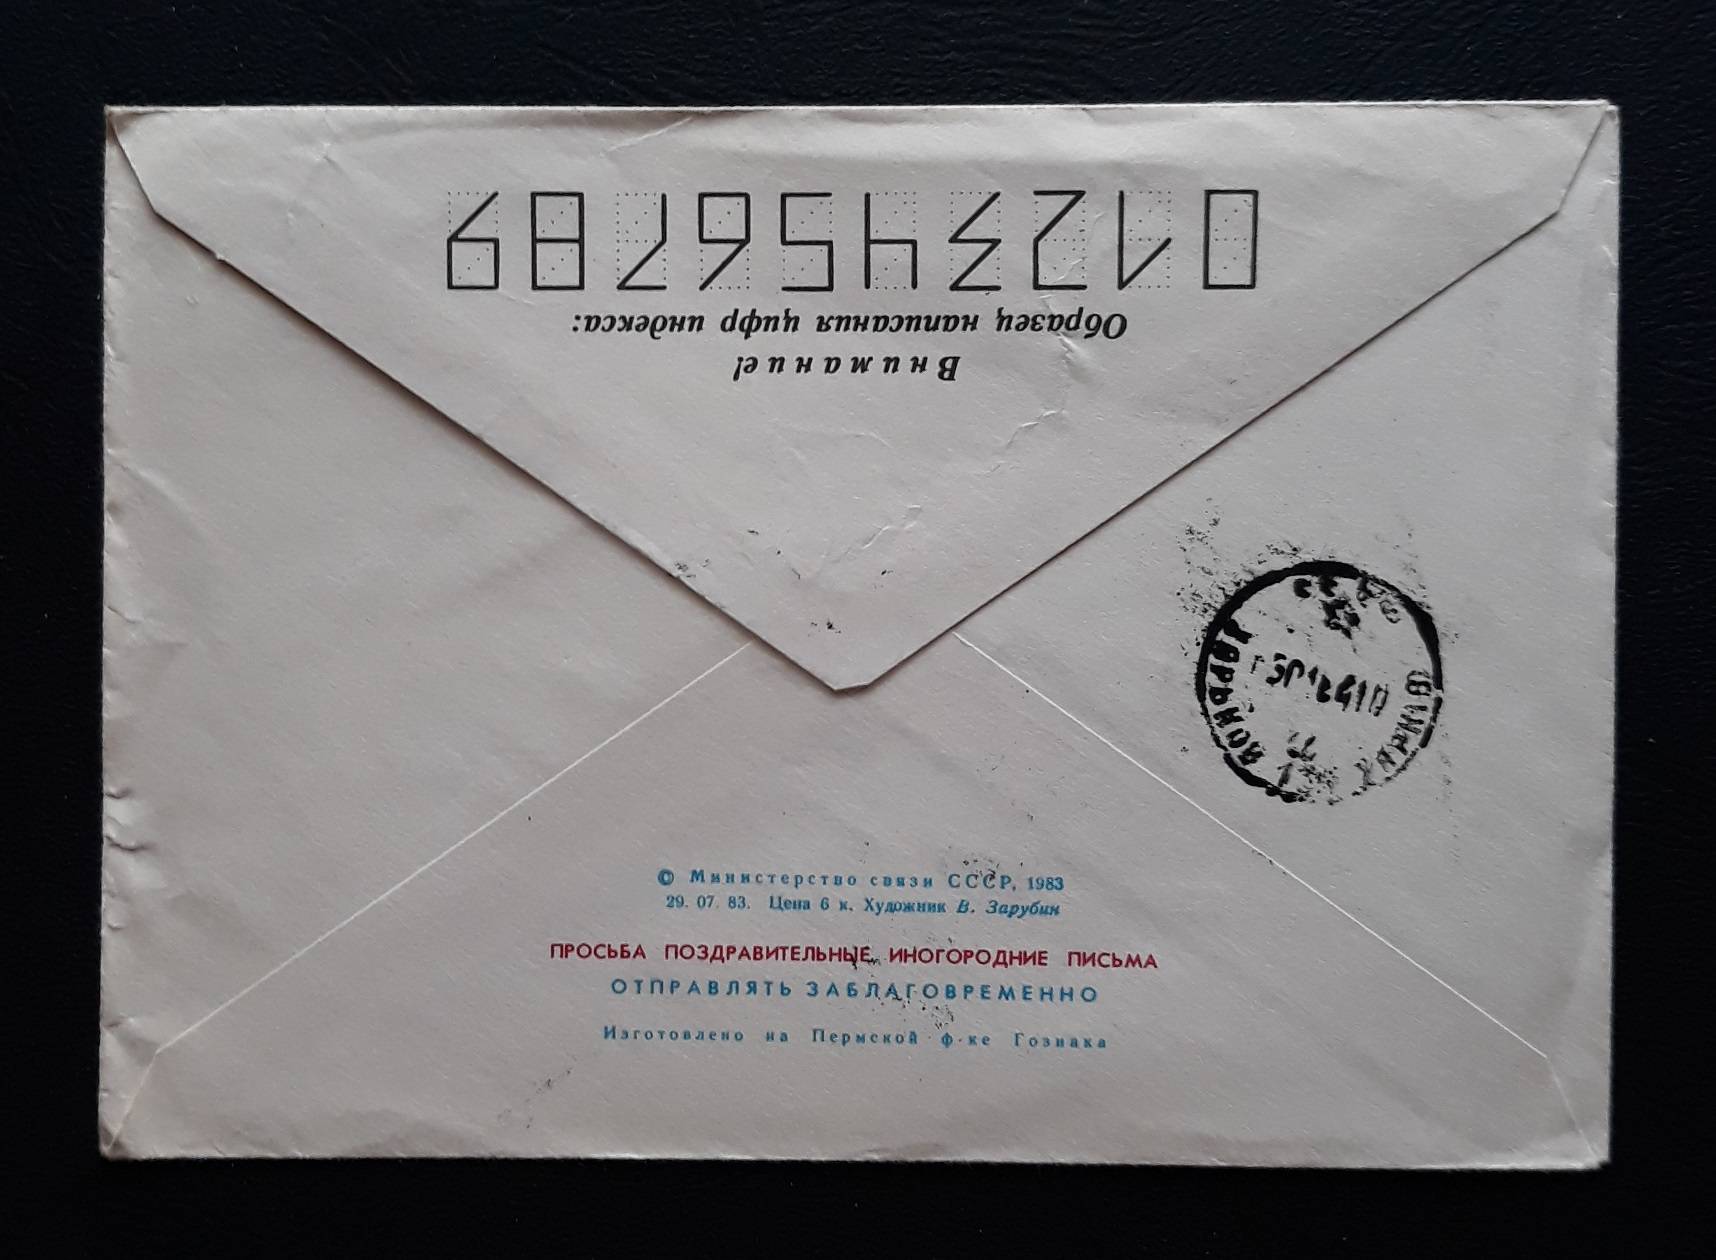 Внимание!
Образец написания цифр индекса:
0123456789
СССР
© Министерство связи СССР, 1983
29. 07. 83. Цена 6 к. Художник В. Зарубин
ПРОСЬБА ПОЗДРАВИТЕЛЬНЫЕ ИНОГОРОДНИЕ ПИСЬМА
ОТПРАВЛЯТЬ ЗАБЛАГОВРЕМЕННО
Изготовлено на Пермской ф-ке Гознака